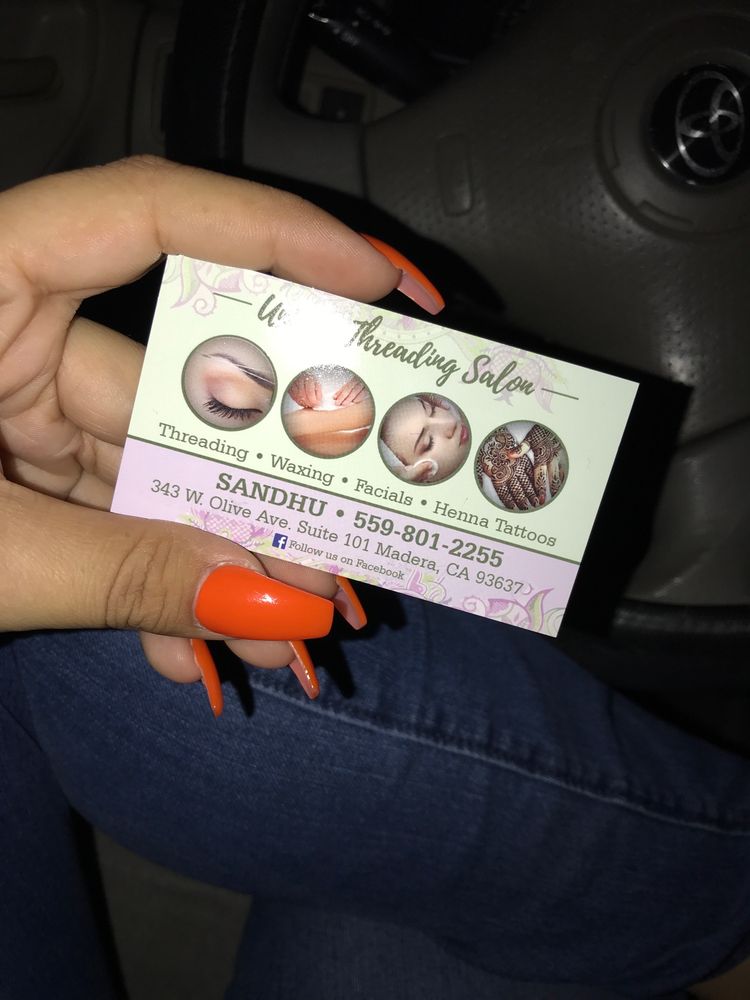 Threading Salon
Threading • Waxing • Facials • Henna Tattoos
SANDHU • 559-801-2255
343 W. Olive Ave. Suite 101 Madera, CA 93637
Follow us on Facebook